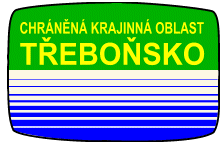 CHRÁNĚNÁ KRAJINNÁ OBLAST
TŘEBOŇSKO